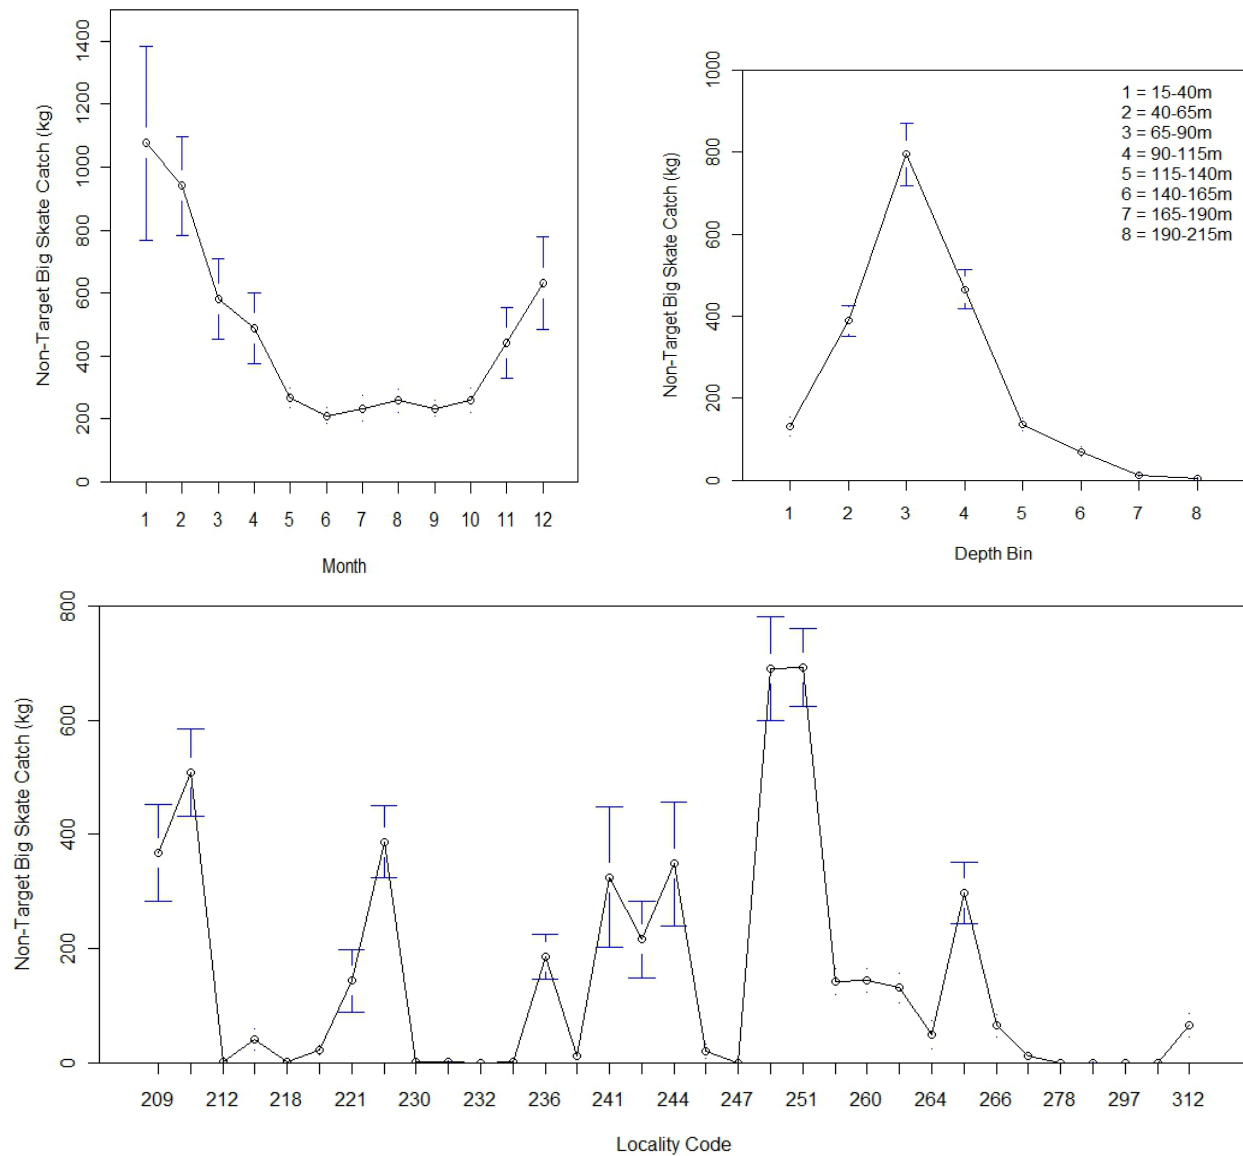 Non-Target Big Skate Catch (kg)
0 200 400 600 800 1000 1200 1400
1 2 3 4 5 6 7 8 9 10 11 12
Month
Non-Target Big Skate Catch (kg)
0 200 400 600 800 1000
1 = 15-40m
2 = 40-65m
3 = 65-90m
4 = 90-115m
5 = 115-140m
6 = 140-165m
7 = 165-190m
8 = 190-215m
1 2 3 4 5 6 7 8
Depth Bin
Non-Target Big Skate Catch (kg)
0 200 400 600 800
209 212 218 221 230 232 236 241 244 247 251 260 264 266 278 297 312
Locality Code